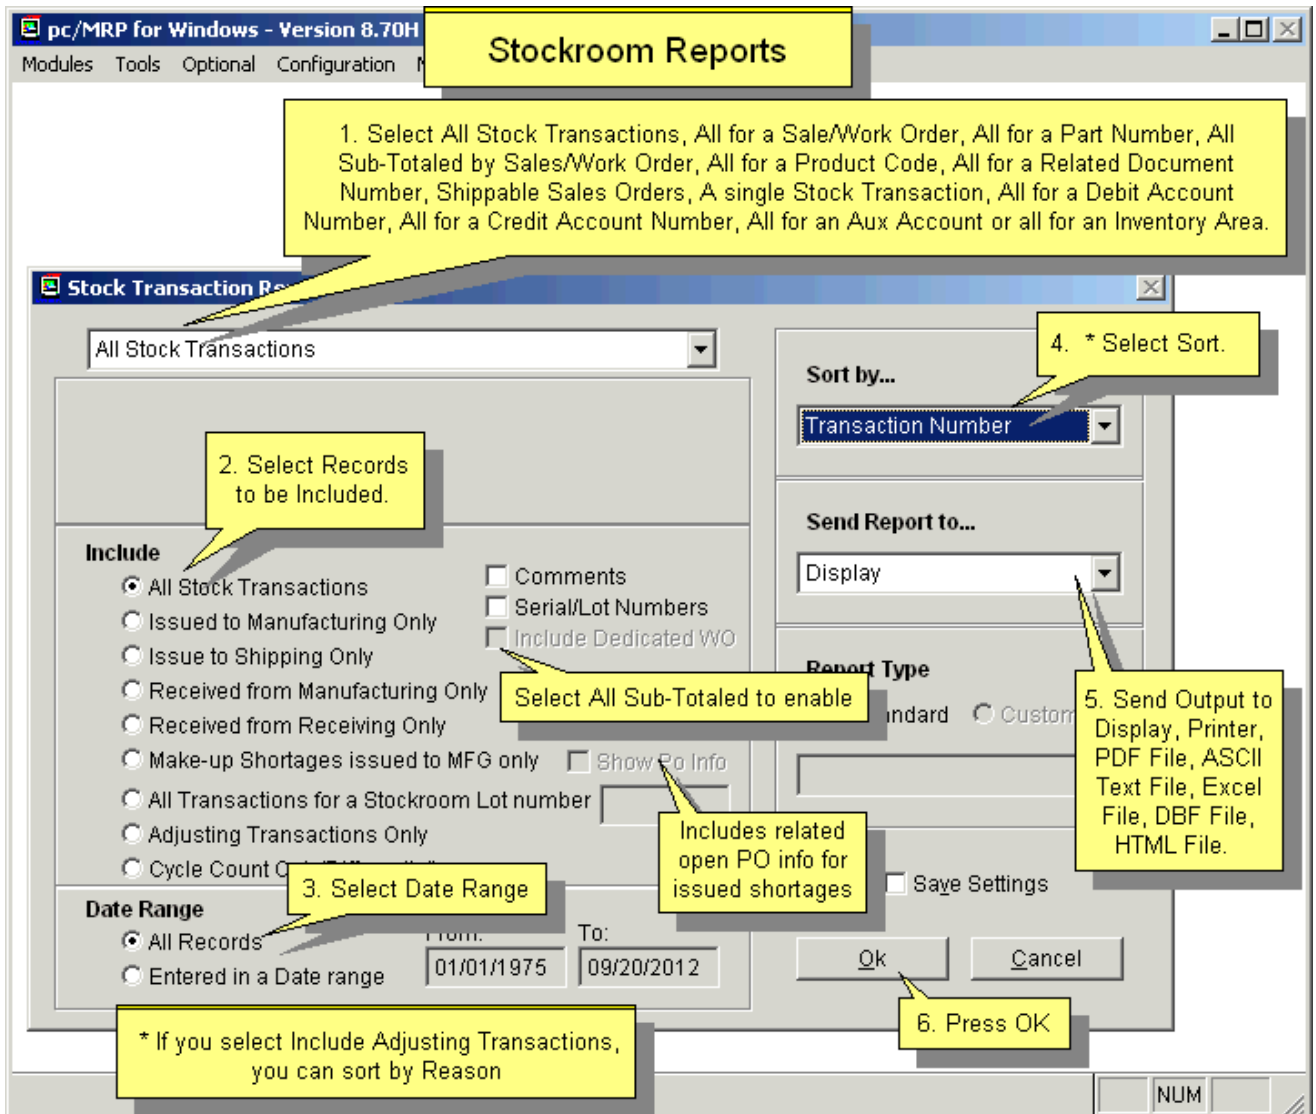 pc/MRP for Windows - Version 8.70H
Stockroom Reports
Modules Tools Optional Configuration
1. Select All Stock Transactions, All for a Sale/Work Order, All for a Part Number, All
Sub-Totaled by Sales/Work Order, All for a Product Code, All for a Related Document
Number, Shippable Sales Orders, A single Stock Transaction, All for a Debit Account
Number, All for a Credit Account Number, All for an Aux Account or all for an Inventory Area.
Stock Transaction
All Stock Transactions
4. * Select Sort.
Sort by...
Transaction Number
2. Select Records
to be Included.
Send Report to...
Display
Include
All Stock Transactions
Issued to Manufacturing Only
Issue to Shipping Only
Received from Manufacturing Only
Received from Receiving Only
Make-up Shortages issued to MFG only
Show Po Info
All Transactions for a Stockroom Lot number
Adjusting Transactions Only
Cycle Count
Comments
Serial/Lot Numbers
Include Dedicated WO
Select All Sub-Totaled to enable
Includes related
open PO info for
issued shortages
Report Type
ndard Custom
5. Send Output to
Display, Printer,
PDF File, ASCII
Text File, Excel
File, DBF File,
HTML File.
Save Settings
3. Select Date Range
Date Range
All Records
Entered in a Date range
From: To:
01/01/1975 09/20/2012
Ok Cancel
6. Press OK
* If you select Include Adjusting Transactions,
you can sort by Reason
NUM